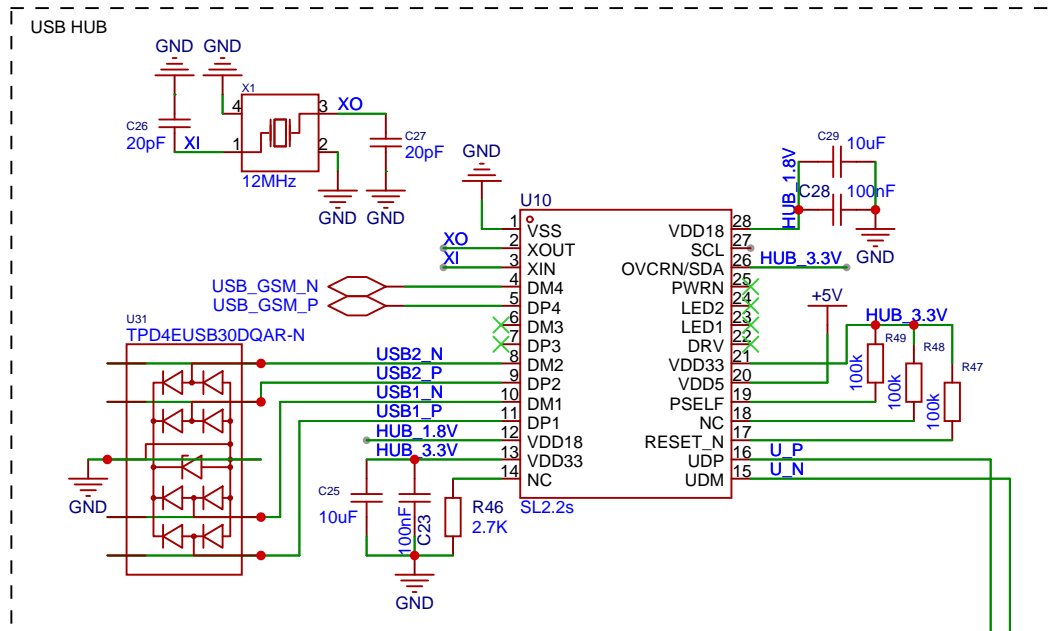 USB HUB
GND
GND
X1
4
3
XO
C26
20pF
XI
1
2
C27
20pF
12MHz
GND
GND
GND
C29
10uF
HUB_1.8V
C28
100nF
GND
U10
1
VSS
VDD18
28
XO
2
XOUT
SCL
27
XI
3
XIN
OVCRN/SDA
26
HUB_3.3V
USB_GSM_N
4
DM4
PWRN
25
USB_GSM_P
5
DP4
LED2
24
6
DM3
LED1
23
7
DP3
DRV
22
+5V
HUB_3.3V
U31
TPD4EUSB30DQAR-N
USB2_N
8
DM2
VDD33
21
USB2_P
9
DP2
VDD5
20
USB1_N
10
DM1
PSELF
19
USB1_P
11
DP1
NC
18
HUB_1.8V
12
VDD18
RESET_N
17
HUB_3.3V
13
VDD33
UDP
16
U_P
14
NC
UDM
15
U_N
R49
100k
R48
100k
R47
100k
GND
C25
10uF
100nF
C23
R46
2.7K
SL2.2s
GND